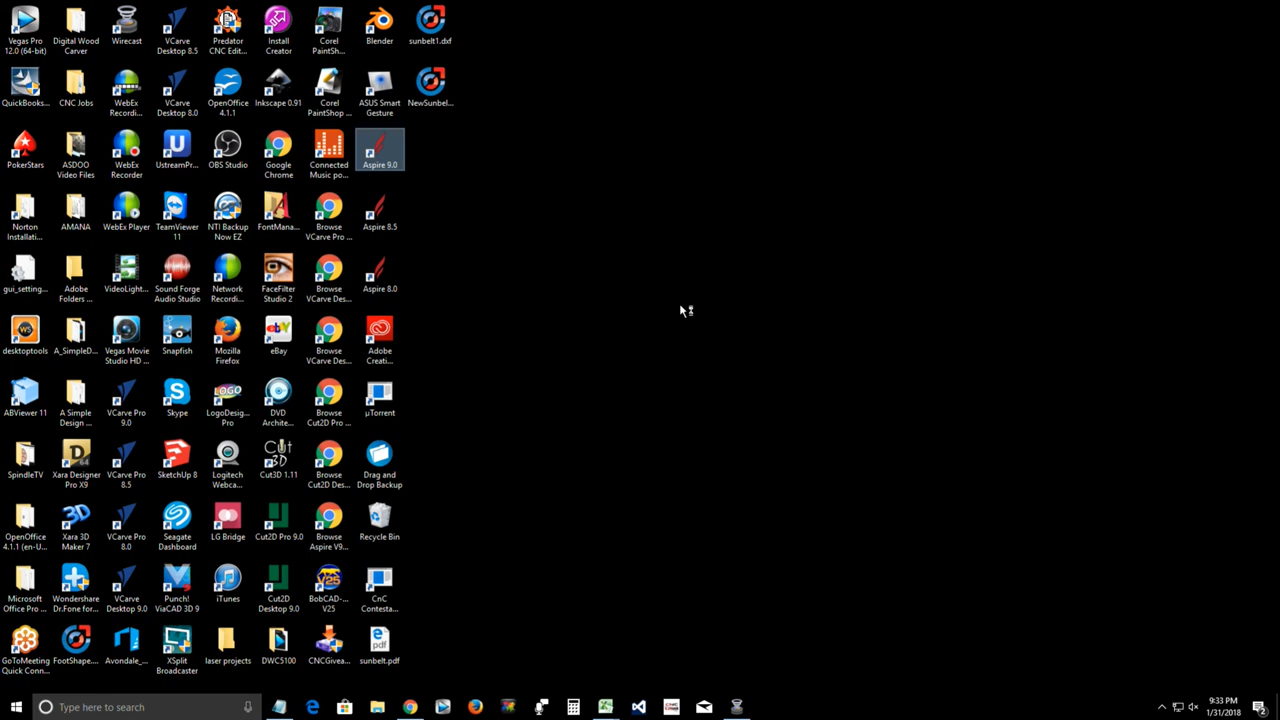 Vegas Pro
12.0 (64-bit)
Digital Wood
Carver
Wirecast
VCarve
Desktop 8.5
Predator
CNC Edit...
Install
Creator
Corel
PaintSh...
Blender
sunbelt1.dxf
QuickBooks...
CNC Jobs
WebEx
Recordi...
VCarve
Desktop 8.0
OpenOffice
4.1.1
Inkscape 0.91
Corel
PaintShop ...
ASUS Smart
Gesture
NewSunbel...
PokerStars
ASDOO
Video Files
WebEx
Recorder
UstreamPr...
OBS Studio
Google
Chrome
Connected
Music po...
Aspire 9.0
Norton
Installati...
AMANA
WebEx Player
TeamViewer
11
NTI Backup
Now EZ
FontMana...
Browse
VCarve Pro ...
Aspire 8.5
gui_setting...
Adobe
Folders ...
VideoLight...
Sound Forge
Audio Studio
Network
Recordi...
FaceFilter
Studio 2
Browse
VCarve Des...
Aspire 8.0
desktoptools
A_SimpleD...
Vegas Movie
Studio HD ...
Snapfish
Mozilla
Firefox
eBay
Browse
VCarve Des...
Adobe
Creati...
ABViewer 11
A Simple
Design ...
VCarve Pro
9.0
Skype
LogoDesig...
Pro
DVD
Archite...
Browse
Cut2D Pro ...
µTorrent
SpindleTV
Xara Designer
Pro X9
VCarve Pro
8.5
SketchUp 8
Logitech
Webca...
Cut3D 1.11
Browse
Cut2D Des...
Drag and
Drop Backup
OpenOffice
4.1.1 (en-U...
Xara 3D
Maker 7
VCarve Pro
8.0
Seagate
Dashboard
LG Bridge
Cut2D Pro 9.0
Browse
Aspire V9...
Recycle Bin
Microsoft
Office Pro ...
Wondershare
Dr.Fone for...
VCarve
Desktop 9.0
Punch!
ViaCAD 3D 9
iTunes
Cut2D
Desktop 9.0
BobCAD-...
V25
CnC
Contesta...
GoToMeeting
Quick Conn...
FootShape....
Avondale_...
XSplit
Broadcaster
laser projects
DWC5100
CNCGivea...
sunbelt.pdf
Type here to search
9:33 PM
1/31/2018
2